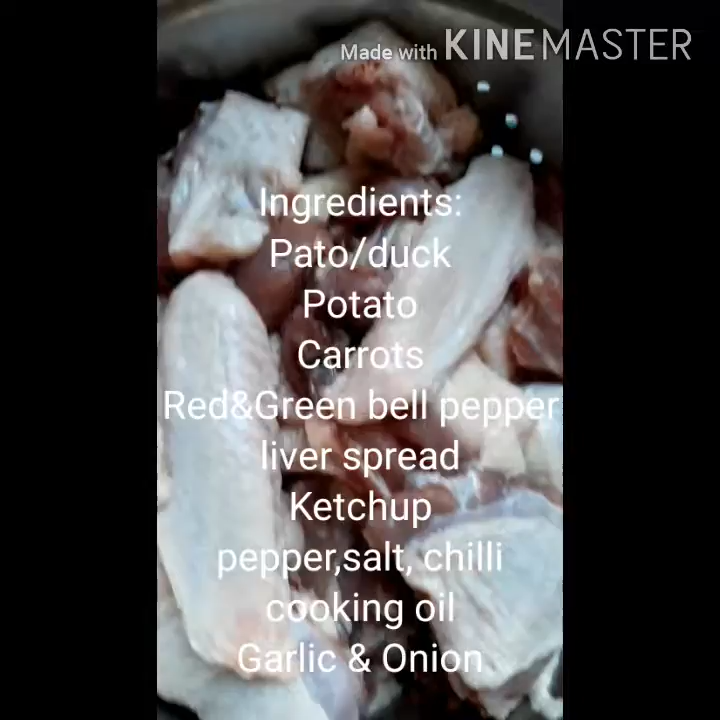 Made with KINEMASTER
Ingredients:
Pato/duck
Potato
Carrots
Red&Green bell pepper
liver spread
Ketchup
pepper,salt, chilli
cooking oil
Garlic & Onion